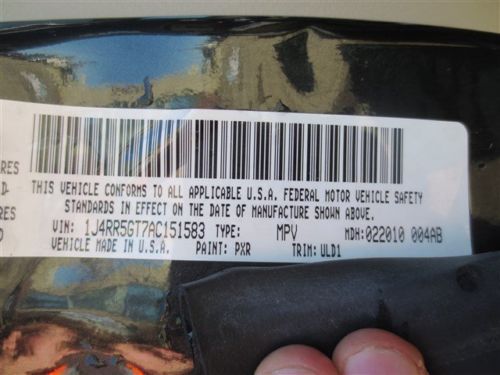 RES
THIS VEHICLE CONFORMS TO ALL APPLICABLE U.S.A. FEDERAL MOTOR VEHICLE SAFETY
STANDARDS IN EFFECT ON THE DATE OF MANUFACTURE SHOWN ABOVE.
VIN: 1J4RR5GT7AC151583 TYPE: MPV MDH: 022010 004AB
VEHICLE MADE IN U.S.A. PAINT: PXR TRIM: ULD1